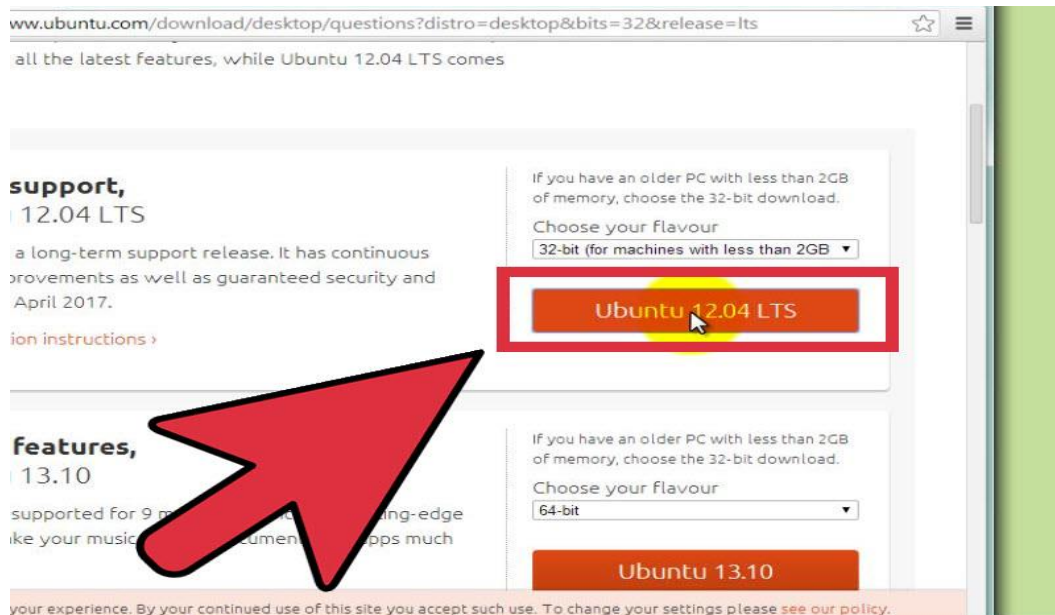 ww.ubuntu.com/download/desktop/questions?distro=desktop&bits=32&release=lts
all the latest features, while Ubuntu 12.04 LTS comes
support,
12.04 LTS
a long-term support release. It has continuous
provements as well as guaranteed security and
April 2017.
ion instructions ›
If you have an older PC with less than 2GB
of memory, choose the 32-bit download.
Choose your flavour
32-bit (for machines with less than 2GB
Ubuntu 12.04 LTS
features,
13.10
supported for 9 m ng-edge
ke your music cument pps much
If you have an older PC with less than 2GB
of memory, choose the 32-bit download.
Choose your flavour
64-bit
Ubuntu 13.10
your experience. By your continued use of this site you accept such use. To change your settings please see our policy.